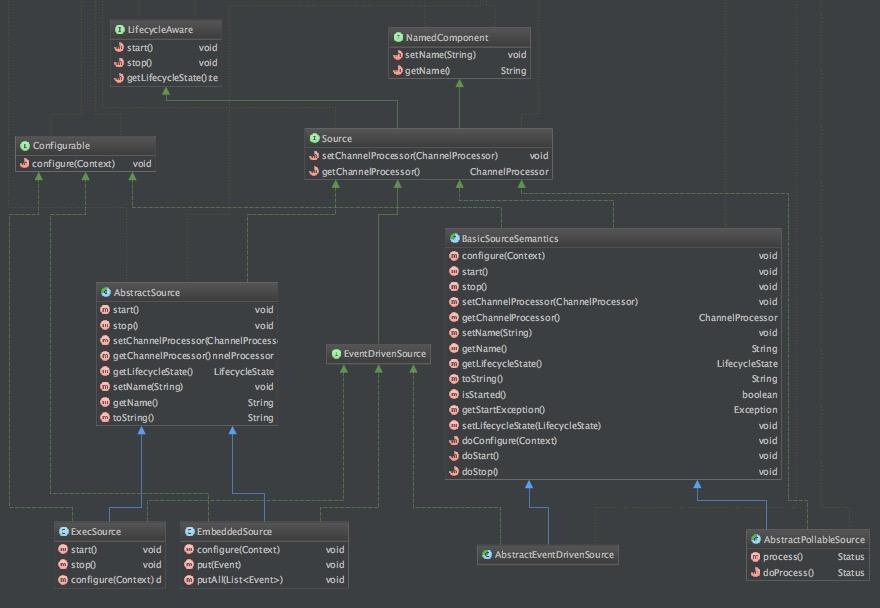 LifecycleAware
start() void
stop() void
getLifecycleState() te
NamedComponent
setName(String) void
getName() String
Configurable
configure(Context) void
Source
setChannelProcessor(ChannelProcessor) void
getChannelProcessor() ChannelProcessor
BasicSourceSemantics
configure(Context) void
start() void
stop() void
setChannelProcessor(ChannelProcessor) void
getChannelProcessor() ChannelProcessor
setName(String) void
getName() String
getLifecycleState() LifecycleState
toString() String
isStarted() boolean
getStartException() Exception
setLifecycleState(LifecycleState) void
doConfigure(Context) void
doStart() void
doStop() void
AbstractSource
start() void
stop() void
setChannelProcessor(ChannelProcess
getChannelProcessor() nnelProcessor
getLifecycleState() LifecycleState
setName(String) void
getName() String
toString() String
EventDrivenSource
ExecSource
start() void
stop() void
configure(Context) d
EmbeddedSource
configure(Context) void
put(Event) void
putAll(List<Event>) void
AbstractEventDrivenSource
AbstractPollableSource
process() Status
doProcess() Status